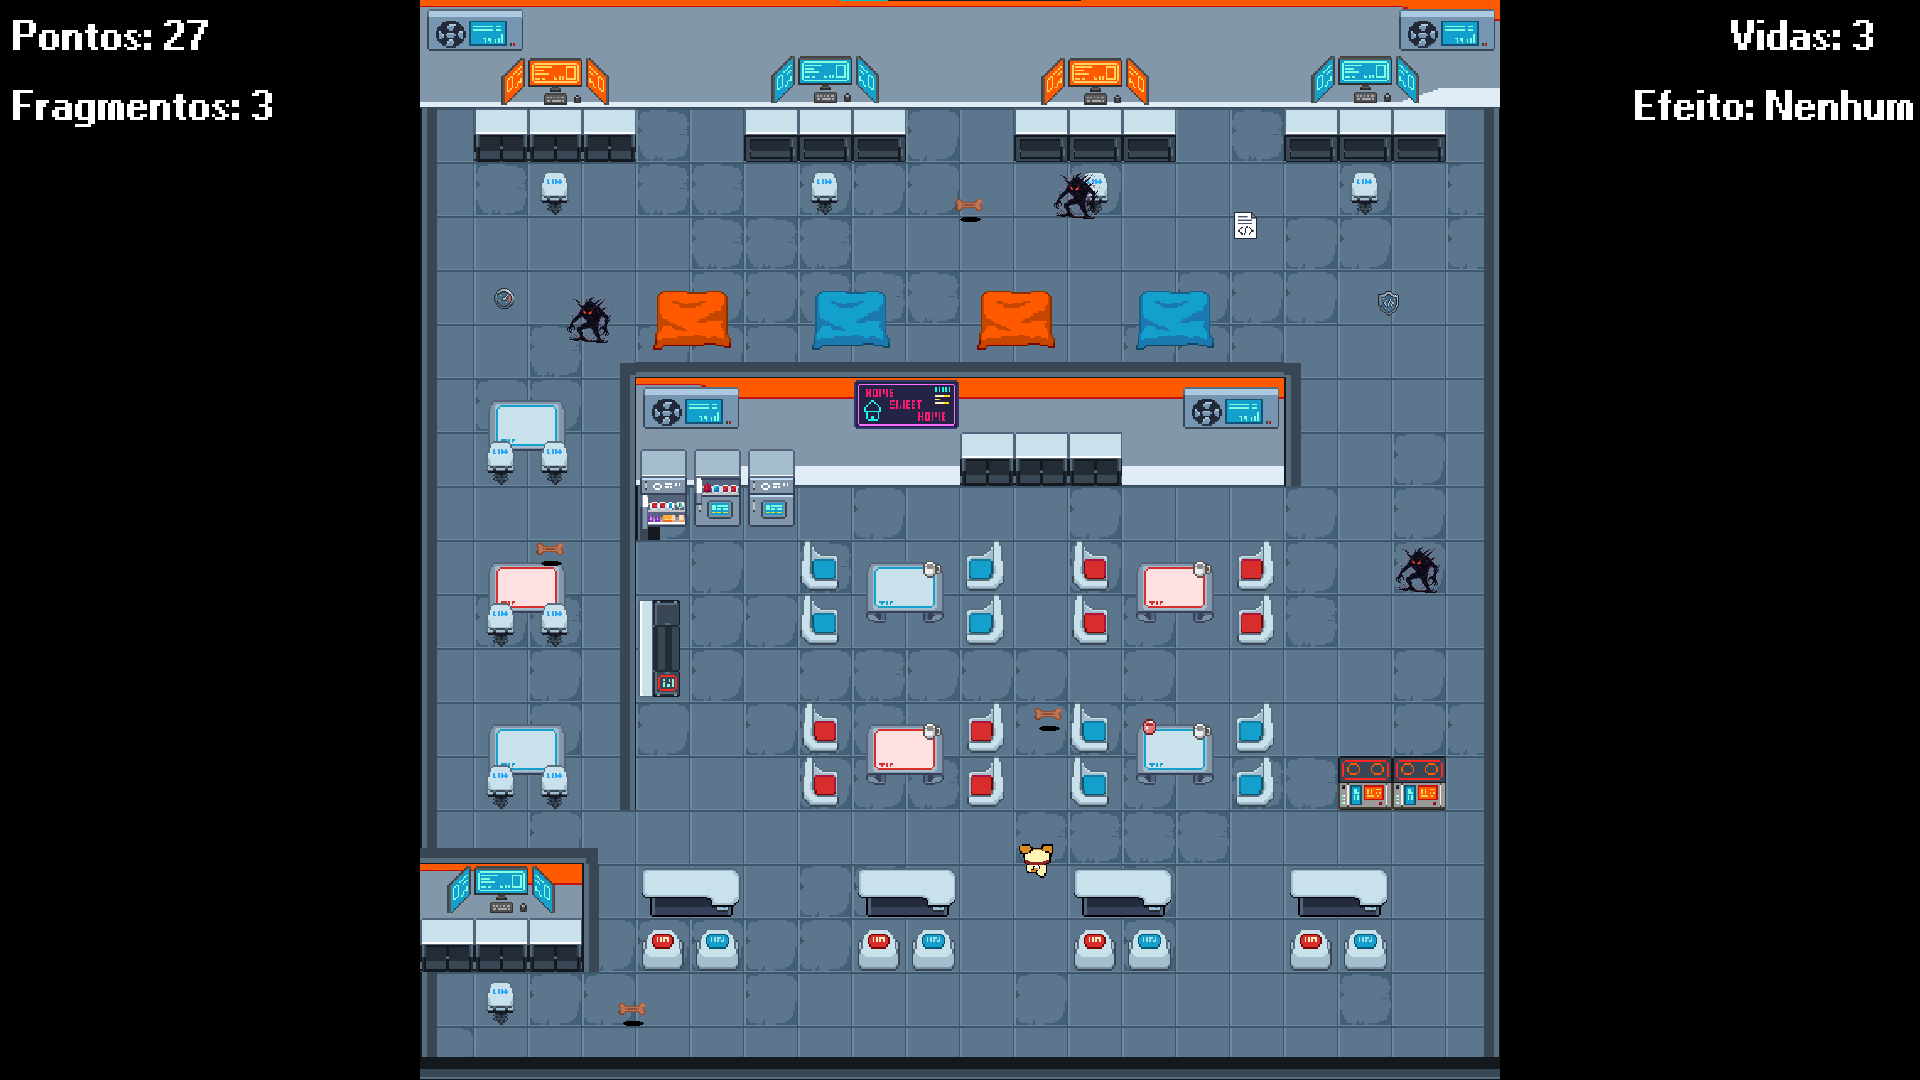 Pontos: 27
Vidas: 3
Fragmentos: 3
Efeito: Nenhum
HOME
SWEET
HOME